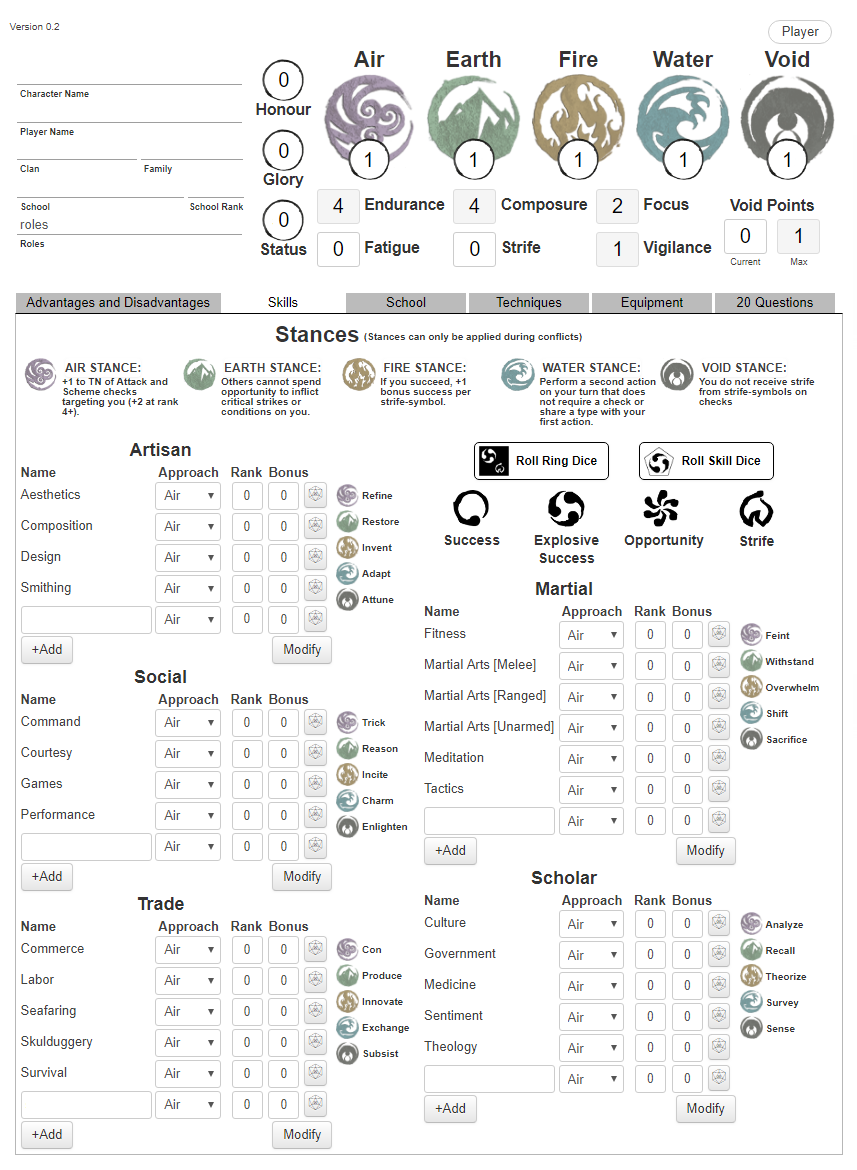 Version 0.2
Player
Air Earth Fire Water Void
0
Honour
Character Name
Player Name
0
Glory
1 1 1 1 1
Clan Family
School School Rank
roles
Roles
0
Status
4 Endurance 4 Composure 2 Focus Void Points
0 Fatigue 0 Strife 1 Vigilance 0 1
Current Max
Advantages and Disadvantages Skills School Techniques Equipment 20 Questions
Stances (Stances can only be applied during conflicts)
AIR STANCE:
+1 to TN of Attack and
Scheme checks
targeting you (+2 at rank
4+).
EARTH STANCE:
Others cannot spend
opportunity to inflict
critical strikes or
conditions on you.
FIRE STANCE:
If you succeed, +1
bonus success per
strife-symbol.
WATER STANCE:
Perform a second action
on your turn that does
not require a check or
share a type with your
first action.
VOID STANCE:
You do not receive strife
from strife-symbols on
checks
Artisan
Name Approach Rank Bonus
Aesthetics Air 0 0
Composition Air 0 0
Design Air 0 0
Smithing Air 0 0
Air 0 0
Refine
Restore
Invent
Adapt
Attune
+Add Modify
Social
Name Approach Rank Bonus
Command Air 0 0
Courtesy Air 0 0
Games Air 0 0
Performance Air 0 0
Air 0 0
Trick
Reason
Incite
Charm
Enlighten
+Add Modify
Trade
Name Approach Rank Bonus
Commerce Air 0 0
Labor Air 0 0
Seafaring Air 0 0
Skulduggery Air 0 0
Survival Air 0 0
Air 0 0
Con
Produce
Innovate
Exchange
Subsist
+Add Modify
Roll Ring Dice Roll Skill Dice
Success Explosive Opportunity Strife
Success
Martial
Name Approach Rank Bonus
Fitness Air 0 0
Martial Arts [Melee] Air 0 0
Martial Arts [Ranged] Air 0 0
Martial Arts [Unarmed] Air 0 0
Meditation Air 0 0
Tactics Air 0 0
Air 0 0
Feint
Withstand
Overwhelm
Shift
Sacrifice
+Add Modify
Scholar
Name Approach Rank Bonus
Culture Air 0 0
Government Air 0 0
Medicine Air 0 0
Sentiment Air 0 0
Theology Air 0 0
Air 0 0
Analyze
Recall
Theorize
Survey
Sense
+Add Modify